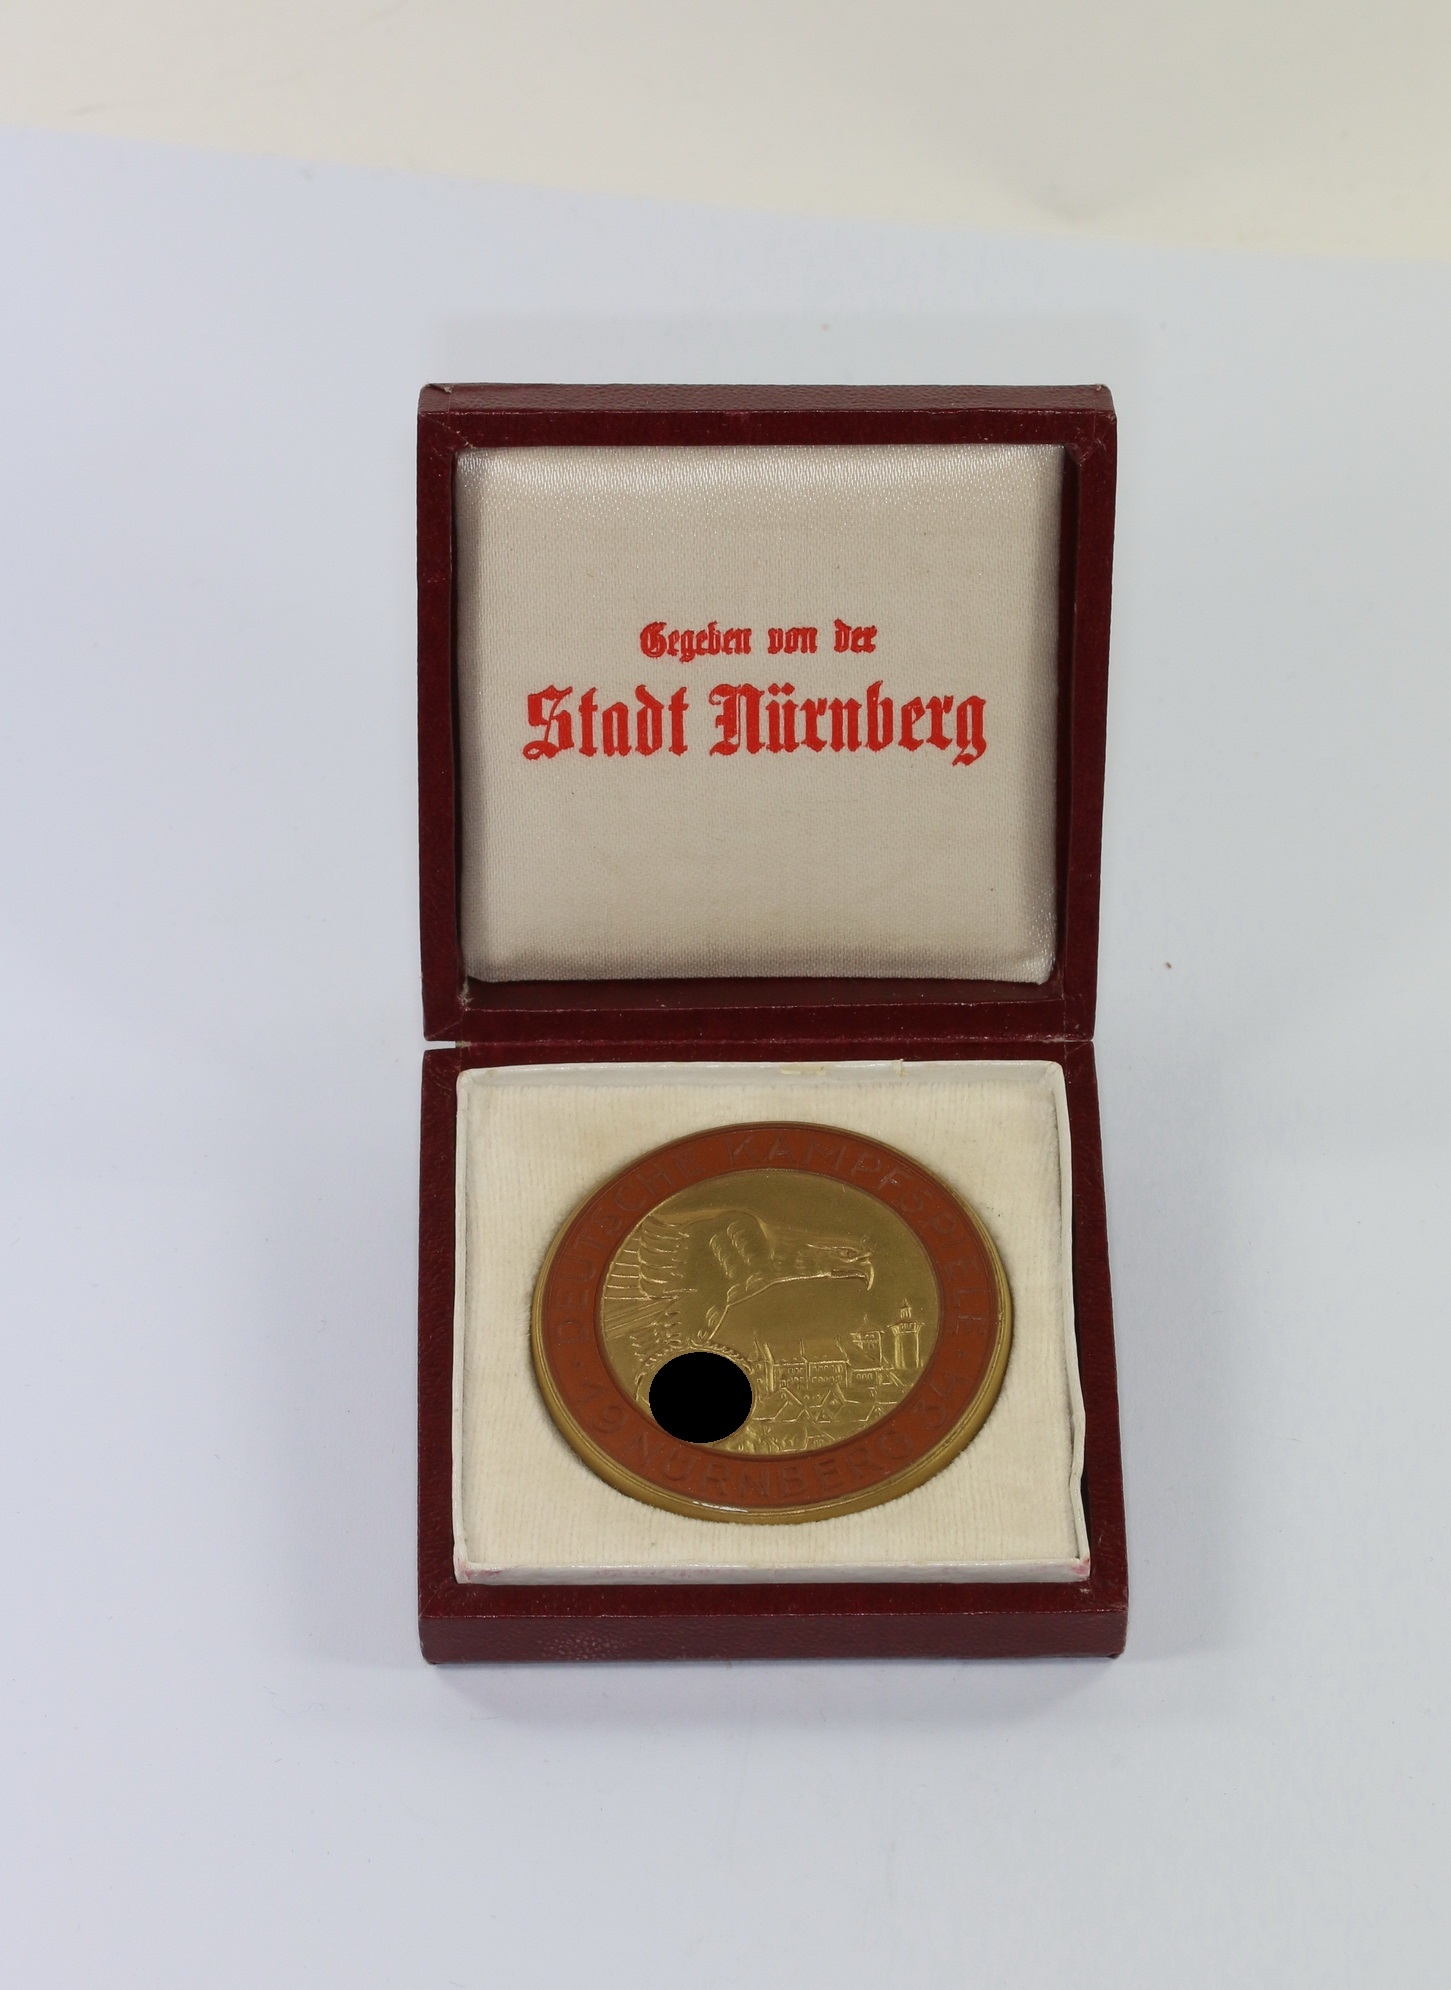 Gegeben von der
Stadt Nürnberg
DEUTSCHE KAMPFSPIELE
19 NÜRNBERG 34